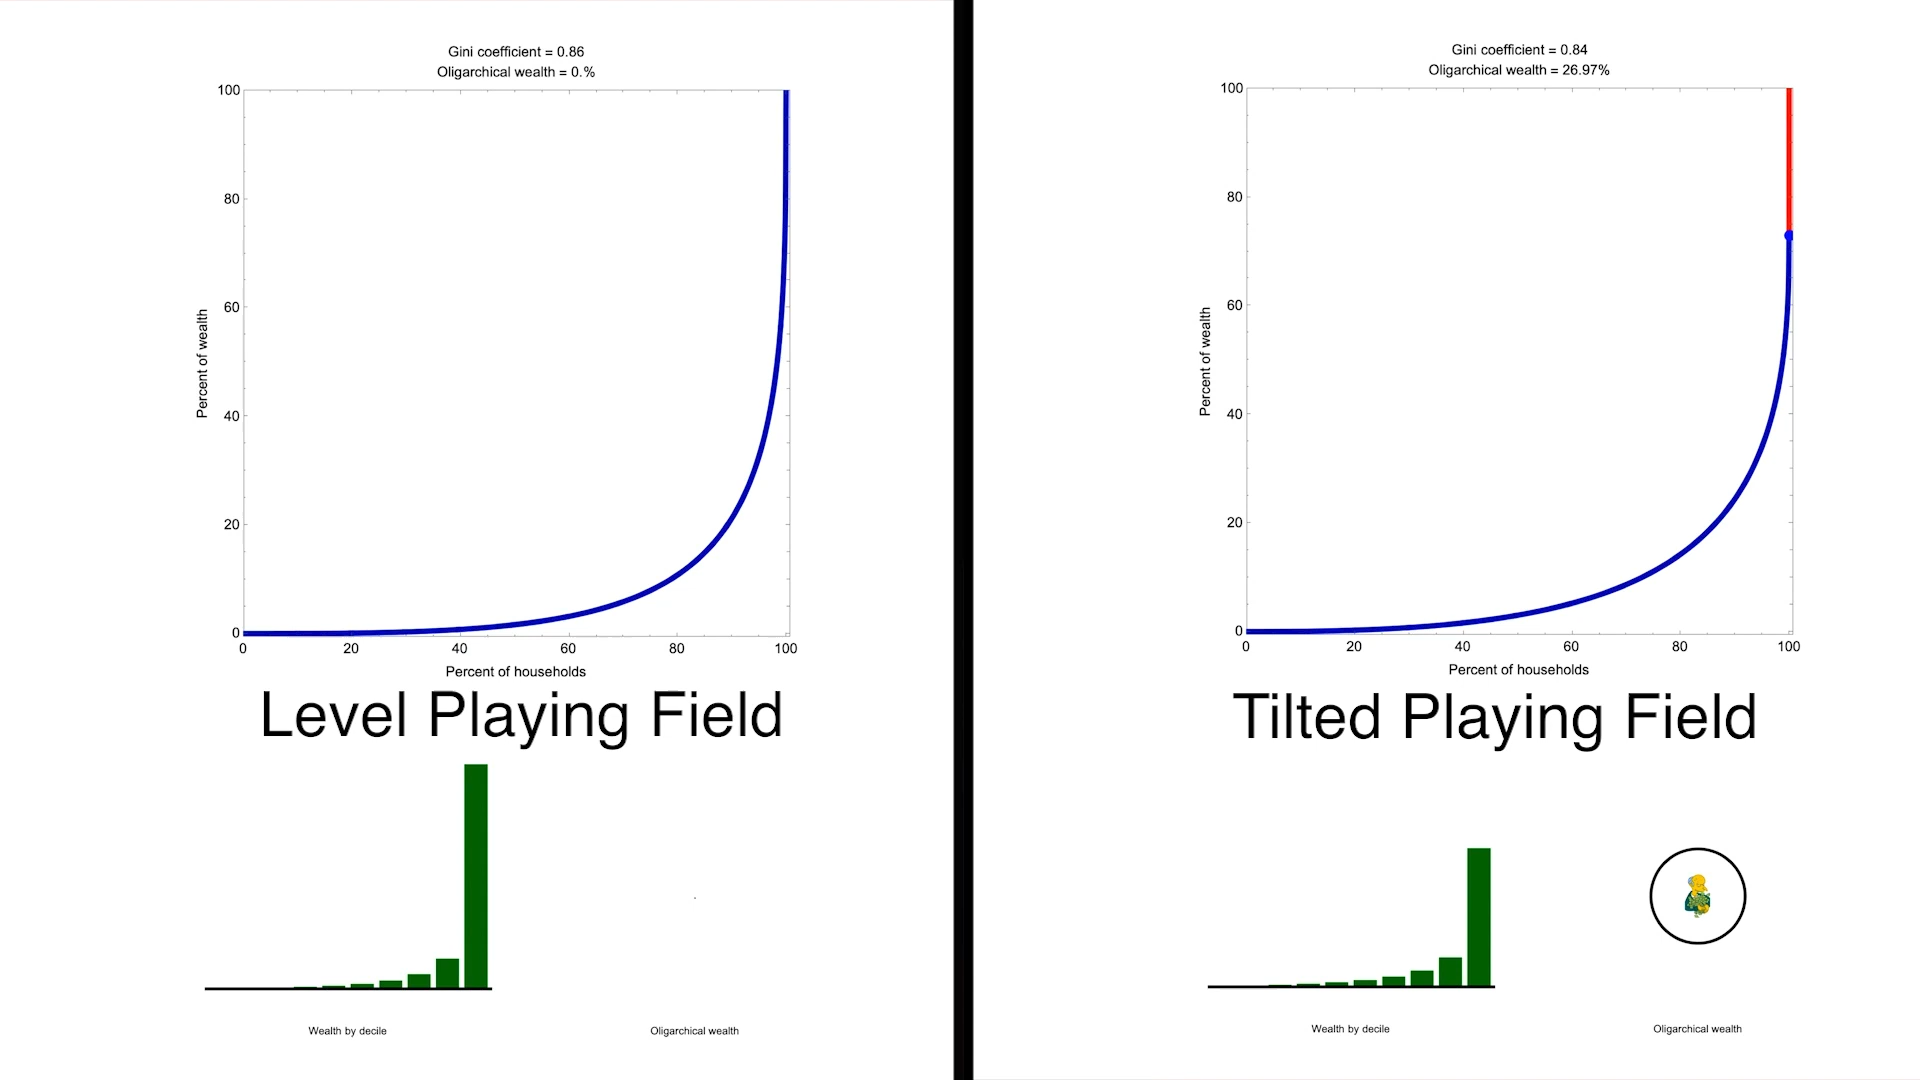 Gini coefficient = 0.86
Oligarchical wealth = 0.%
100
80
60
40
20
0
Percent of wealth
0 20 40 60 80 100
Percent of households
Level Playing Field
Wealth by decile
Oligarchical wealth
Gini coefficient = 0.84
Oligarchical wealth = 26.97%
100
80
60
40
20
0
Percent of wealth
0 20 40 60 80 100
Percent of households
Tilted Playing Field
Wealth by decile
Oligarchical wealth